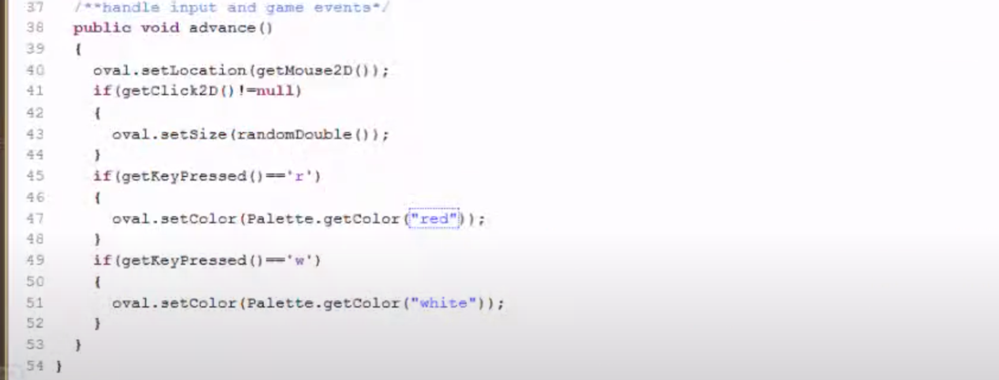 37 /**handle input and game events*/
38 public void advance()
39 {
40 oval.setLocation(getMouse2D());
41 if(getClick2D()!=null)
42 {
43 oval.setSize(randomDouble());
44 }
45 if(getKeyPressed()=='r')
46 {
47 oval.setColor(Palette.getColor("red"));
48 }
49 if(getKeyPressed()=='w')
50 {
51 oval.setColor(Palette.getColor("white"));
52 }
53 }
54 }